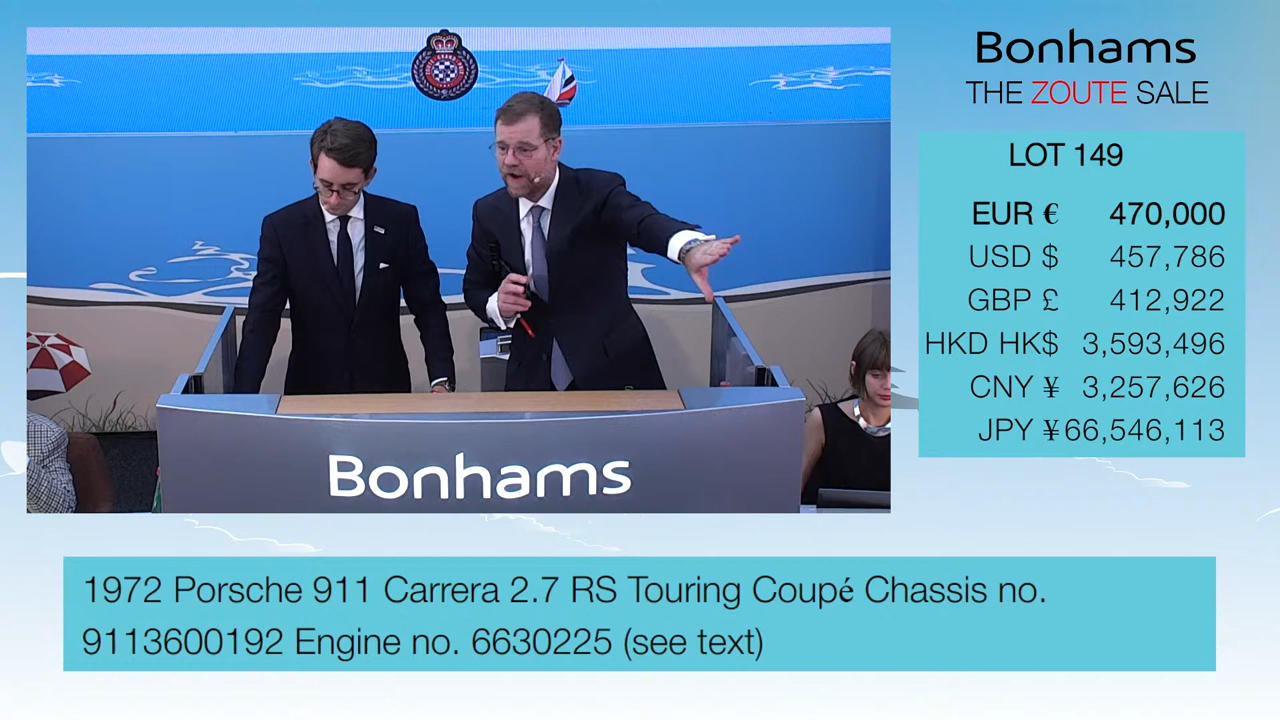 Bonhams
THE ZOUTE SALE
LOT 149
EUR € 470,000
USD $ 457,786
GBP £ 412,922
HKD HK$ 3,593,496
CNY ¥ 3,257,626
JPY ¥66,546,113
Bonhams
1972 Porsche 911 Carrera 2.7 RS Touring Coupé Chassis no.
9113600192 Engine no. 6630225 (see text)